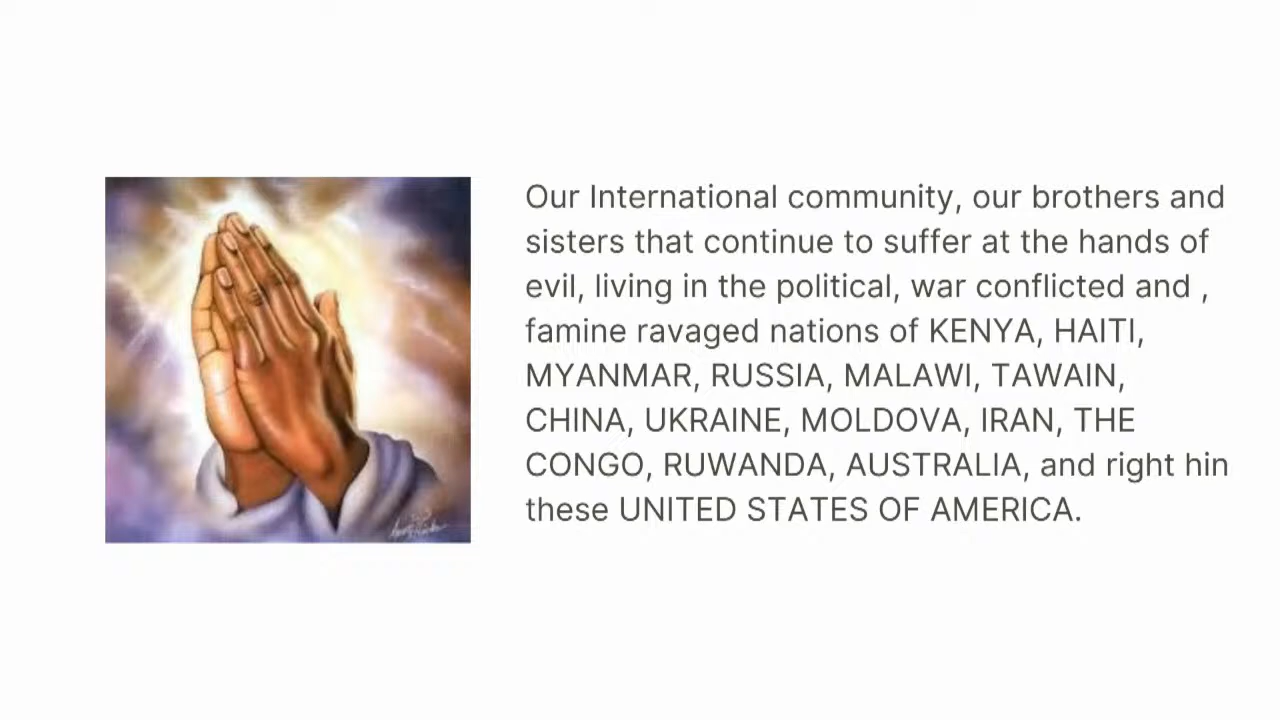 Our International community, our brothers and
sisters that continue to suffer at the hands of
evil, living in the political, war conflicted and ,
famine ravaged nations of KENYA, HAITI,
MYANMAR, RUSSIA, MALAWI, TAWAIN,
CHINA, UKRAINE, MOLDOVA, IRAN, THE
CONGO, RUWANDA, AUSTRALIA, and right hin
these UNITED STATES OF AMERICA.